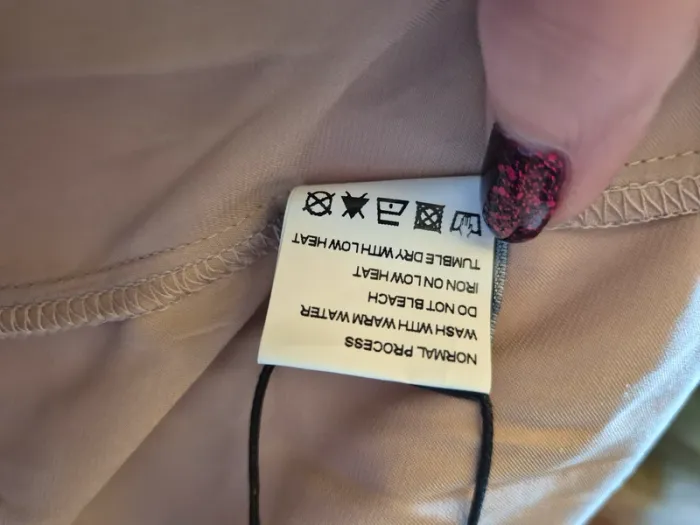 NORMAL PROCESS
WASH WITH WARM WATER
DO NOT BLEACH
IRON ON LOW HEAT
TUMBLE DRY WITH LOW HEAT